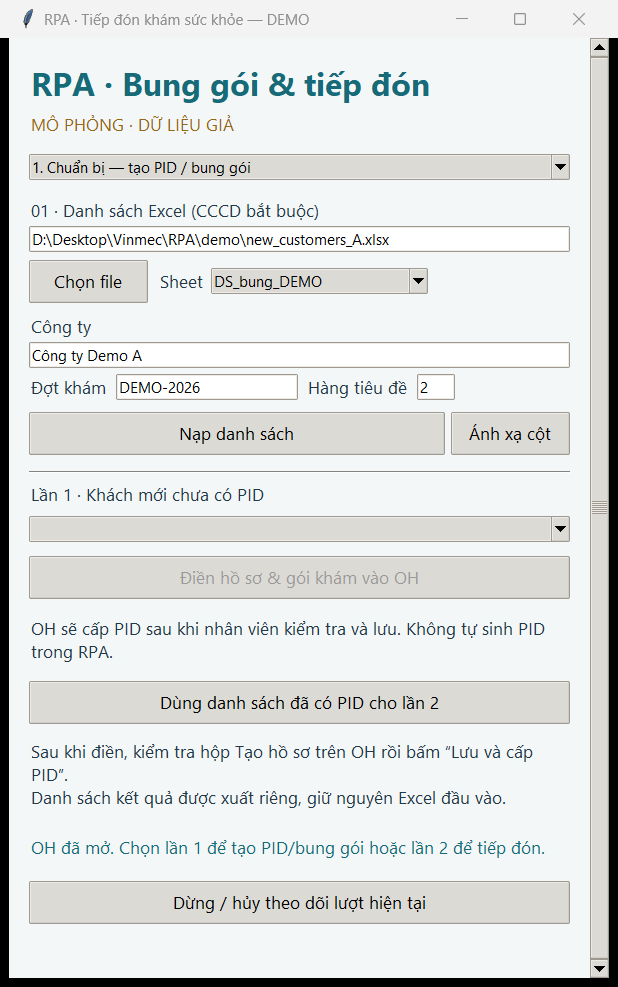 RPA · Tiếp đón khám sức khỏe — DEMO
RPA · Bung gói & tiếp đón
MÔ PHỎNG · DỮ LIỆU GIẢ
1. Chuẩn bị — tạo PID / bung gói
01 · Danh sách Excel (CCCD bắt buộc)
D:\Desktop\Vinmec\RPA\demo\new_customers_A.xlsx
Chọn file Sheet DS_bung_DEMO
Công ty
Công ty Demo A
Đợt khám DEMO-2026 Hàng tiêu đề 2
Nạp danh sách Ánh xạ cột
Lần 1 · Khách mới chưa có PID
Điền hồ sơ & gói khám vào OH
OH sẽ cấp PID sau khi nhân viên kiểm tra và lưu. Không tự sinh PID
trong RPA.
Dùng danh sách đã có PID cho lần 2
Sau khi điền, kiểm tra hộp Tạo hồ sơ trên OH rồi bấm “Lưu và cấp
PID”.
Danh sách kết quả được xuất riêng, giữ nguyên Excel đầu vào.
OH đã mở. Chọn lần 1 để tạo PID/bung gói hoặc lần 2 để tiếp đón.
Dừng / hủy theo dõi lượt hiện tại